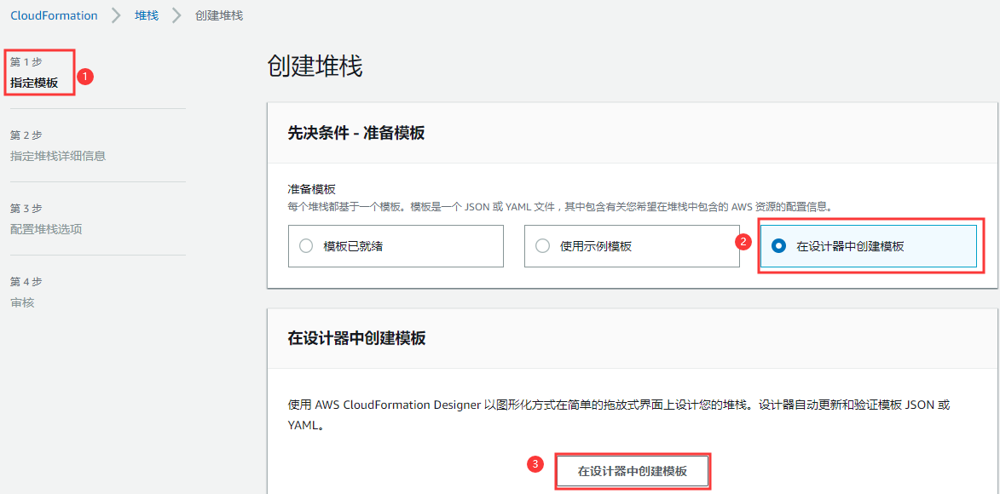 CloudFormation > 堆栈 > 创建堆栈
第 1 步
指定模板
1
第 2 步
指定堆栈详细信息
第 3 步
配置堆栈选项
第 4 步
审核
创建堆栈
先决条件 - 准备模板
准备模板
每个堆栈都基于一个模板。模板是一个 JSON 或 YAML 文件，其中包含有关您希望在堆栈中包含的 AWS 资源的配置信息。
模板已就绪
使用示例模板
2
在设计器中创建模板
在设计器中创建模板
使用 AWS CloudFormation Designer 以图形化方式在简单的拖放式界面上设计您的堆栈。设计器自动更新和验证模板 JSON 或
YAML。
3
在设计器中创建模板